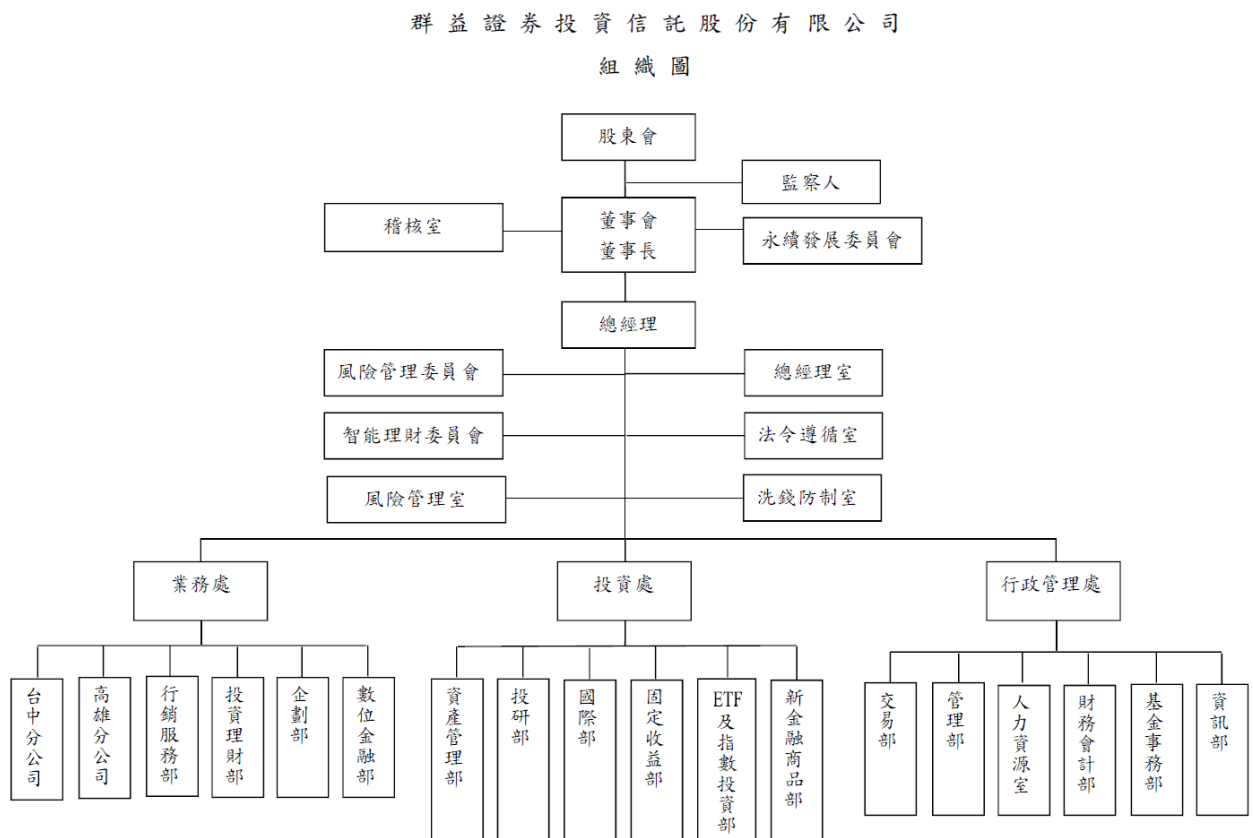 群益證券投資信託股份有限公司
組織圖
股東會
監察人
稽核室
董事會
董事長
永續發展委員會
總經理
風險管理委員會
總經理室
智能理財委員會
法令遵循室
風險管理室
洗錢防制室
業務處
投資處
行政管理處
台中分公司
高雄分公司
行銷服務部
投資理財部
企劃部
數位金融部
資產管理部
投研部
國際部
固定收益部
ETF及指數投資部
新金融商品部
交易部
管理部
人力資源室
財務會計部
基金事務部
資訊部